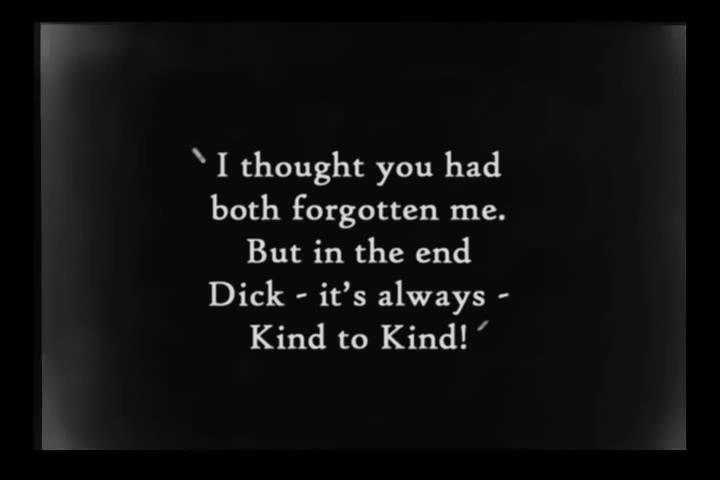 ‵ I thought you had
both forgotten me.
But in the end
Dick - it's always -
Kind to Kind! ′